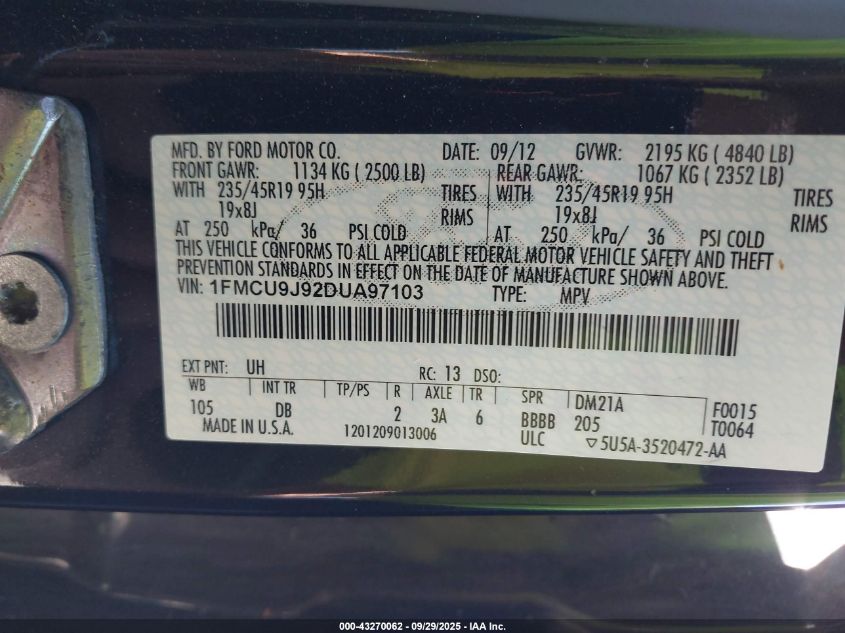 MFD. BY FORD MOTOR CO. DATE: 09/12 GVWR: 2195 KG ( 4840 LB)
FRONT GAWR: 1134 KG ( 2500 LB) REAR GAWR: 1067 KG ( 2352 LB)
WITH 235/45R19 95H TIRES WITH 235/45R19 95H TIRES
19x8J RIMS 19x8J RIMS
AT 250 kPa/ 36 PSI COLD AT 250 kPa/ 36 PSI COLD
THIS VEHICLE CONFORMS TO ALL APPLICABLE FEDERAL MOTOR VEHICLE SAFETY AND THEFT
PREVENTION STANDARDS IN EFFECT ON THE DATE OF MANUFACTURE SHOWN ABOVE.
VIN: 1FMCU9J92DUA97103 TYPE: MPV
EXT PNT: UH RC: 13 DSO:
WB INT TR TP/PS R AXLE TR SPR DM21A F0015
105 DB 2 3A 6 BBBB 205 T0064
MADE IN U.S.A. 1201209013006 ULC ▽5U5A-3520472-AA
000-43270062 - 09/29/2025 - IAA Inc.